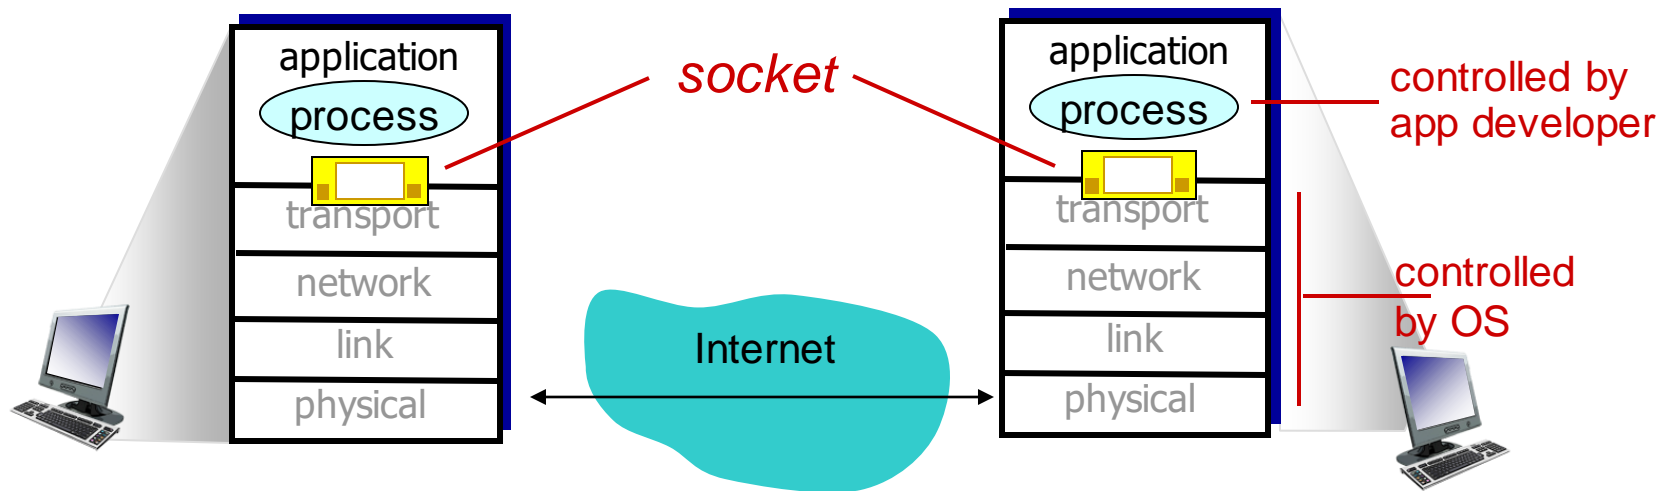 application
process
transport
network
link
physical
socket
Internet
application
process
transport
network
link
physical
controlled by
app developer
controlled
by OS